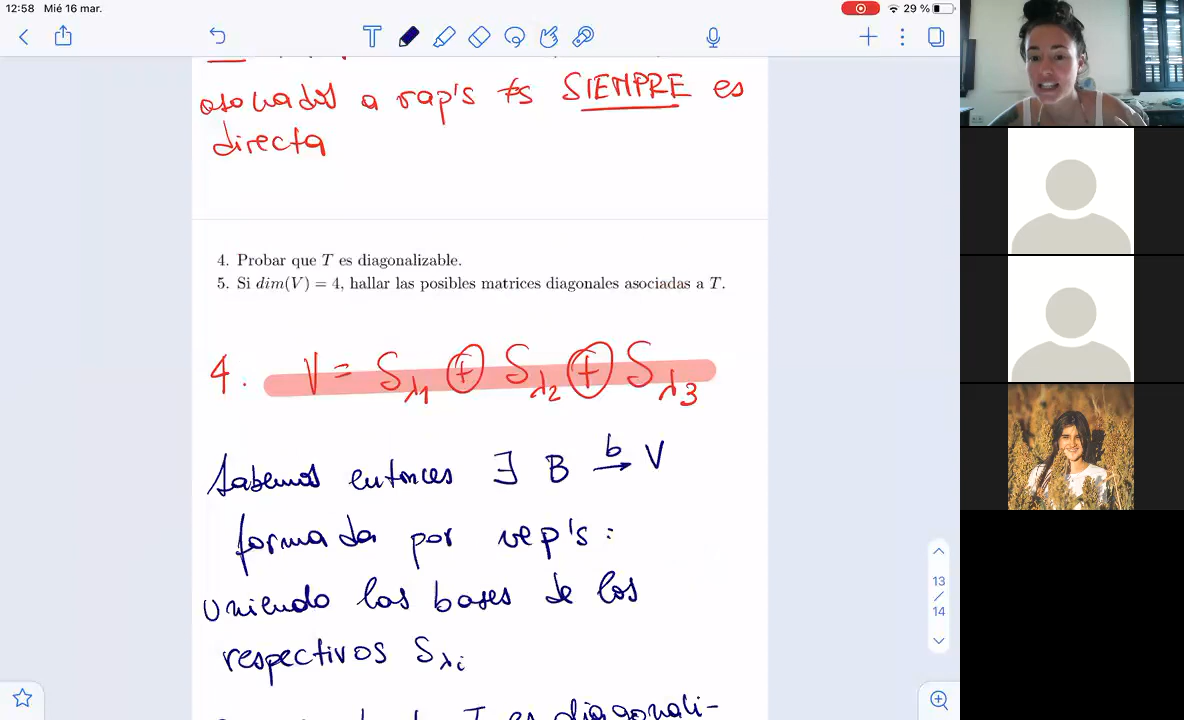 12:58 Mié 16 mar.
29 %
asociados a vap's SIEMPRE es
directa
4. Probar que T es diagonalizable.
5. Si dim(V) = 4, hallar las posibles matrices diagonales asociadas a T.
4. V = Sλ1 ⊕ Sλ2 ⊕ Sλ3
Sabemos entonces ∃ B →b V
formada por vep's :
uniendo las bases de los
respectivos Sλi
T es diagonali-
13
/
14